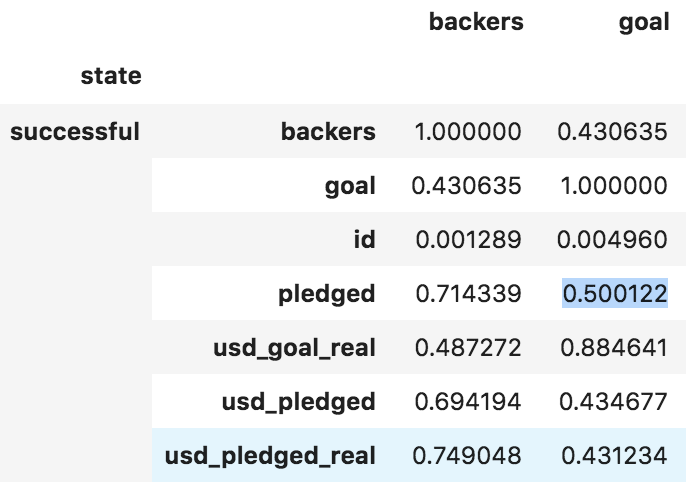 backers goal
state
successful backers 1.000000 0.430635
goal 0.430635 1.000000
id 0.001289 0.004960
pledged 0.714339 0.500122
usd_goal_real 0.487272 0.884641
usd_pledged 0.694194 0.434677
usd_pledged_real 0.749048 0.431234